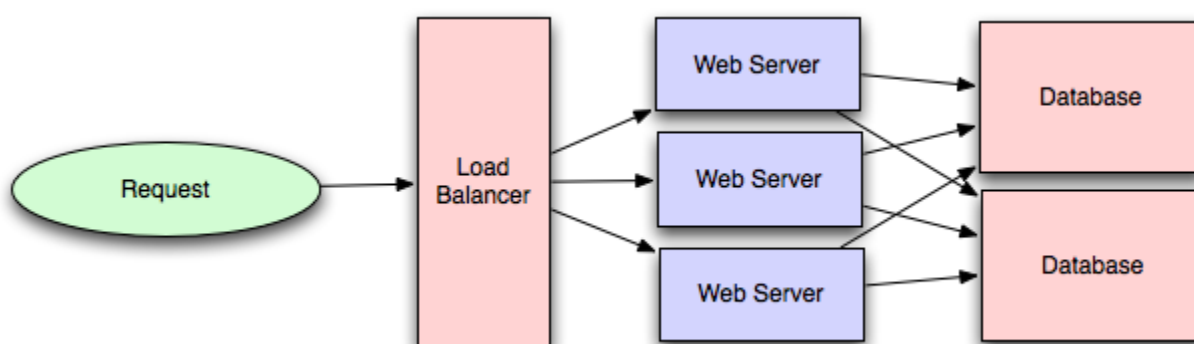 Request
Load
Balancer
Web Server
Web Server
Web Server
Database
Database